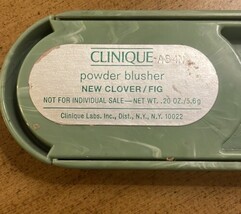 CLINIQUE
powder blusher
NEW CLOVER/FIG
NOT FOR INDIVIDUAL SALE—NET WT. .20 OZ./5.6g
Clinique Labs. Inc., Dist., N.Y., N.Y. 10022